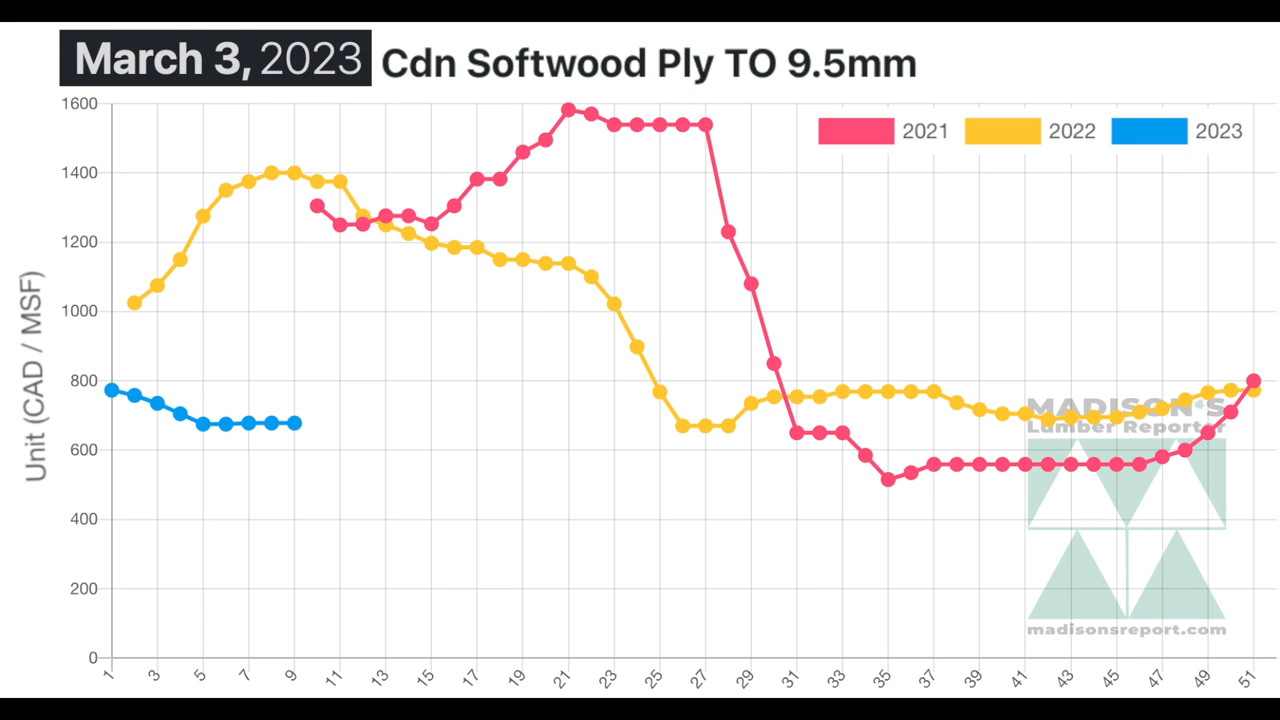 March 3, 2023 Cdn Softwood Ply TO 9.5mm
1600
2021 2022 2023
1400
1200
1000
800
600
400
200
0
Unit (CAD / MSF)
MADISON'S
Lumber Reporter
madisonsreport.com
1 3 5 7 9 11 13 15 17 19 21 23 25 27 29 31 33 35 37 39 41 43 45 47 49 51